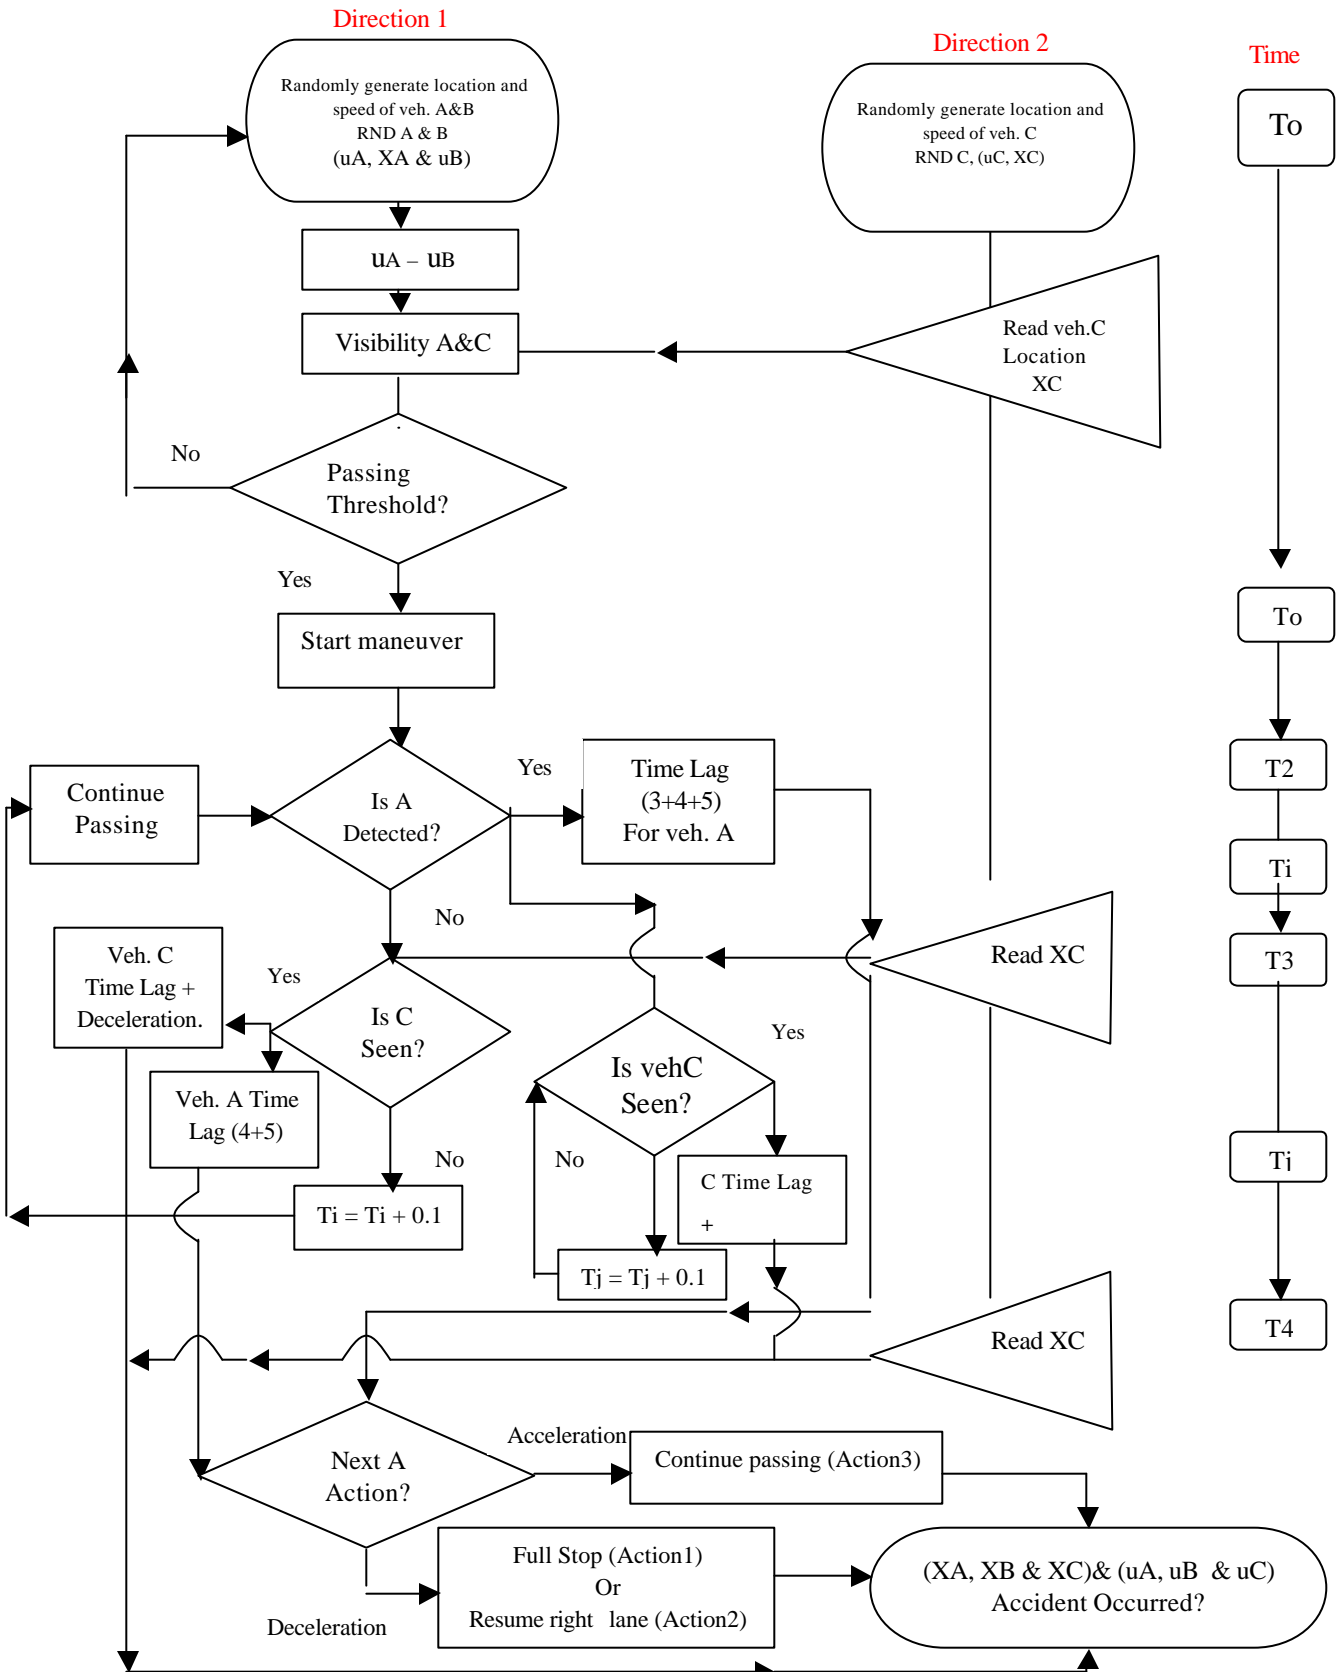 Direction 1
Direction 2
Time
Randomly generate location and
speed of veh. A&B
RND A & B
(uA, XA & uB)
Randomly generate location and
speed of veh. C
RND C, (uC, XC)
To
uA – uB
Visibility A&C
Read veh.C
Location
XC
No
Passing
Threshold?
Yes
To
Start maneuver
Continue
Passing
Is A
Detected?
Yes
Time Lag
(3+4+5)
For veh. A
T2
Ti
No
Veh. C
Time Lag +
Deceleration.
Yes
Is C
Seen?
Read XC
T3
Yes
Is vehC
Seen?
Veh. A Time
Lag (4+5)
No
No
C Time Lag
+
Tj
Ti = Ti + 0.1
Tj = Tj + 0.1
Read XC
T4
Next A
Action?
Acceleration
Continue passing (Action3)
Deceleration
Full Stop (Action1)
Or
Resume right lane (Action2)
(XA, XB & XC)& (uA, uB & uC)
Accident Occurred?